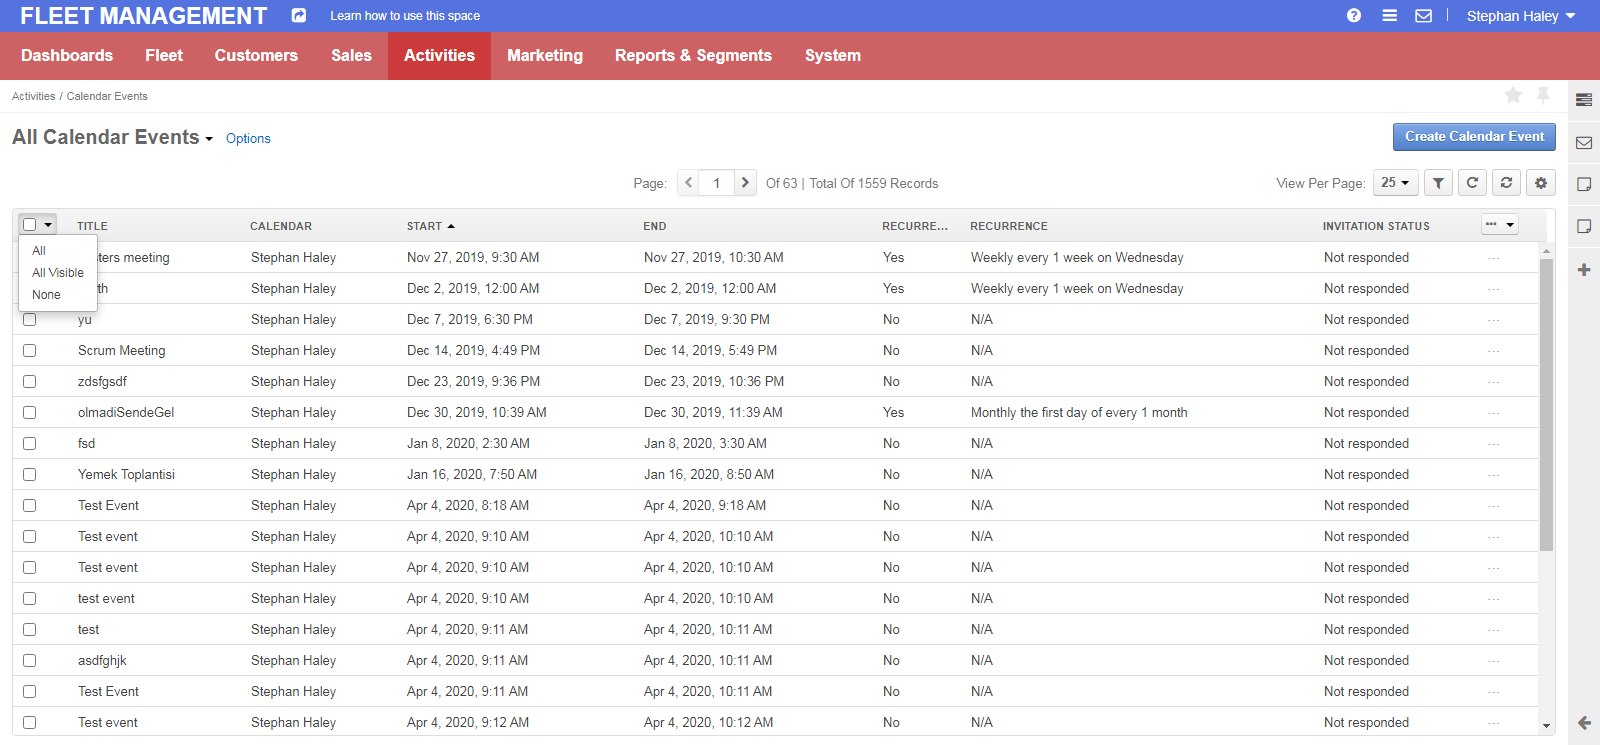 FLEET MANAGEMENT Learn how to use this space Stephan Haley
Dashboards Fleet Customers Sales Activities Marketing Reports & Segments System
Activities / Calendar Events
All Calendar Events Options Create Calendar Event
Page: 1 Of 63 | Total Of 1559 Records View Per Page: 25
TITLE CALENDAR START END RECURRE... RECURRENCE INVITATION STATUS
All
All Visible
None
sters meeting Stephan Haley Nov 27, 2019, 9:30 AM Nov 27, 2019, 10:30 AM Yes Weekly every 1 week on Wednesday Not responded ...
th Stephan Haley Dec 2, 2019, 12:00 AM Dec 2, 2019, 12:00 AM Yes Weekly every 1 week on Wednesday Not responded ...
yu Stephan Haley Dec 7, 2019, 6:30 PM Dec 7, 2019, 9:30 PM No N/A Not responded ...
Scrum Meeting Stephan Haley Dec 14, 2019, 4:49 PM Dec 14, 2019, 5:49 PM No N/A Not responded ...
zdsfgsdf Stephan Haley Dec 23, 2019, 9:36 PM Dec 23, 2019, 10:36 PM No N/A Not responded ...
olmadiSendeGel Stephan Haley Dec 30, 2019, 10:39 AM Dec 30, 2019, 11:39 AM Yes Monthly the first day of every 1 month Not responded ...
fsd Stephan Haley Jan 8, 2020, 2:30 AM Jan 8, 2020, 3:30 AM No N/A Not responded ...
Yemek Toplantisi Stephan Haley Jan 16, 2020, 7:50 AM Jan 16, 2020, 8:50 AM No N/A Not responded ...
Test Event Stephan Haley Apr 4, 2020, 8:18 AM Apr 4, 2020, 9:18 AM No N/A Not responded ...
Test event Stephan Haley Apr 4, 2020, 9:10 AM Apr 4, 2020, 10:10 AM No N/A Not responded ...
Test event Stephan Haley Apr 4, 2020, 9:10 AM Apr 4, 2020, 10:10 AM No N/A Not responded ...
test event Stephan Haley Apr 4, 2020, 9:10 AM Apr 4, 2020, 10:10 AM No N/A Not responded ...
test Stephan Haley Apr 4, 2020, 9:11 AM Apr 4, 2020, 10:11 AM No N/A Not responded ...
asdfghjk Stephan Haley Apr 4, 2020, 9:11 AM Apr 4, 2020, 10:11 AM No N/A Not responded ...
Test Event Stephan Haley Apr 4, 2020, 9:11 AM Apr 4, 2020, 10:11 AM No N/A Not responded ...
Test event Stephan Haley Apr 4, 2020, 9:12 AM Apr 4, 2020, 10:12 AM No N/A Not responded ...